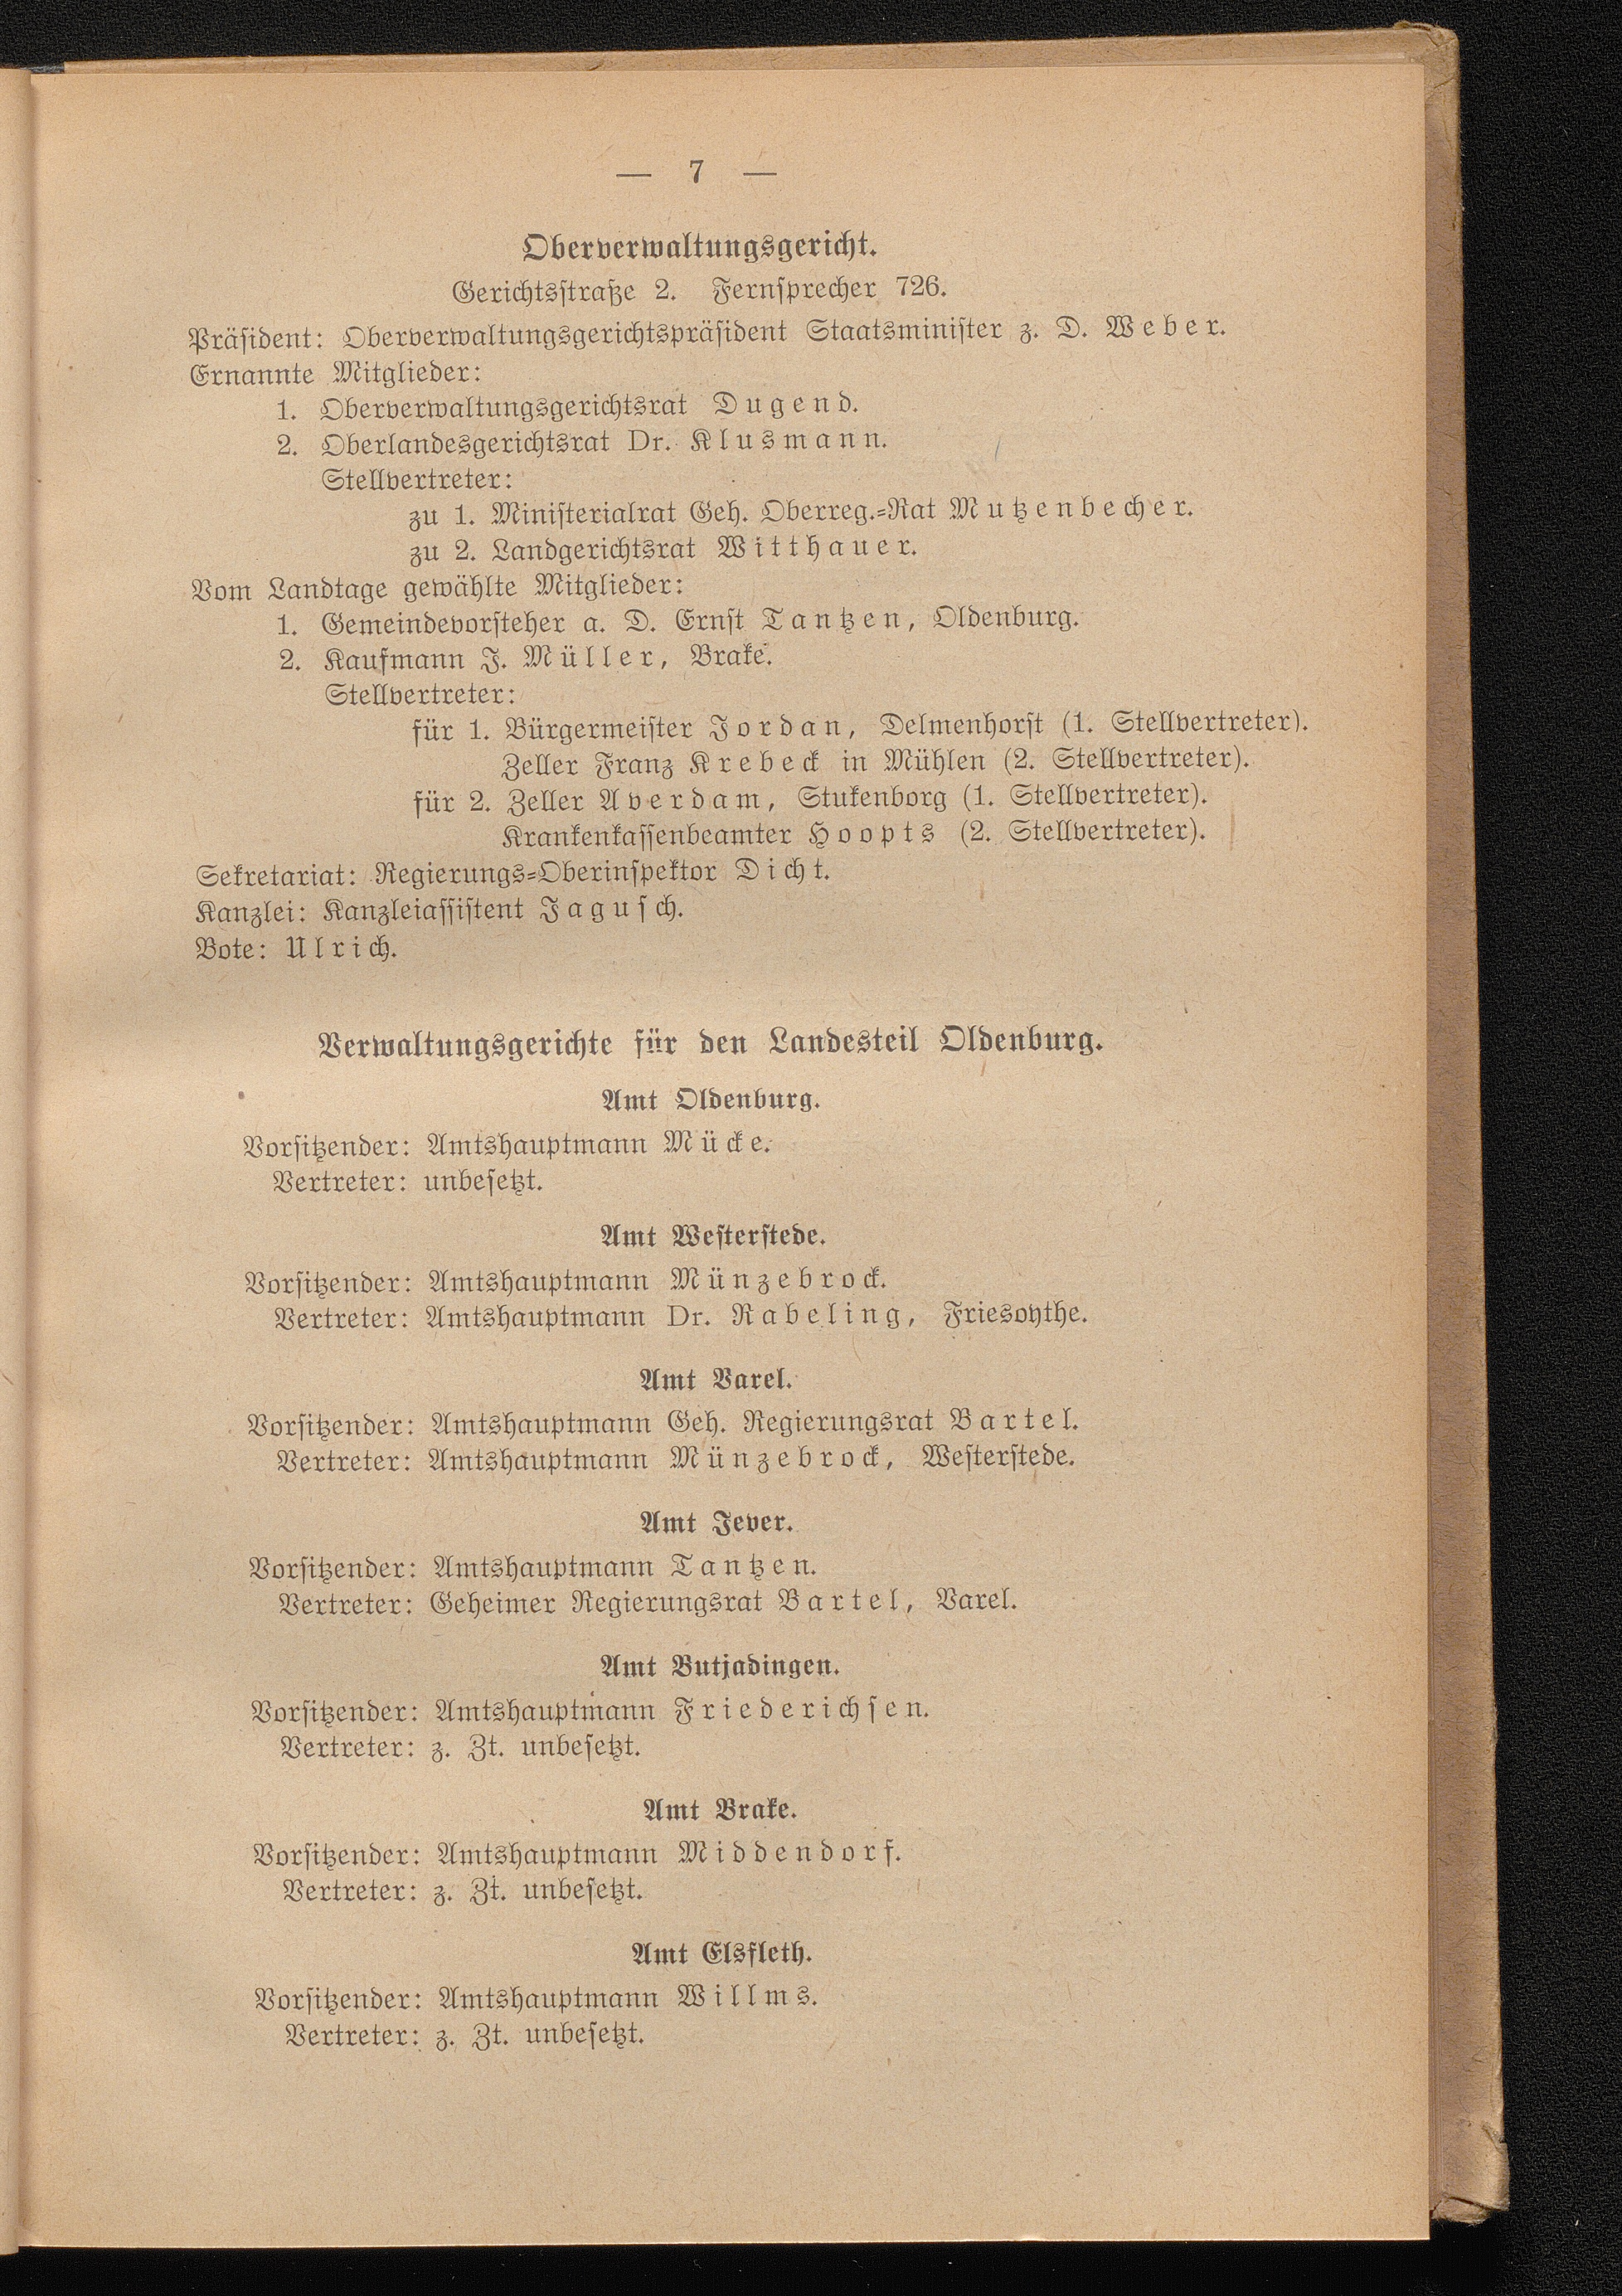 — 7 —
Oberverwaltungsgericht.
Gerichtsstraße 2. Fernsprecher 726.
Präsident: Oberverwaltungsgerichtspräsident Staatsminister z. D. Weber.
Ernannte Mitglieder:
1. Oberverwaltungsgerichtsrat Dugend.
2. Oberlandesgerichtsrat Dr. Klusmann.
Stellvertreter:
zu 1. Ministerialrat Geh. Oberreg.-Rat Mutzenbecher.
zu 2. Landgerichtsrat Witthauer.
Vom Landtage gewählte Mitglieder:
1. Gemeindevorsteher a. D. Ernst Tantzen, Oldenburg.
2. Kaufmann J. Müller, Brake.
Stellvertreter:
für 1. Bürgermeister Jordan, Delmenhorst (1. Stellvertreter).
Zeller Franz Krebeck in Mühlen (2. Stellvertreter).
für 2. Zeller Averdam, Stukenborg (1. Stellvertreter).
Krankenkassenbeamter Hoopts (2. Stellvertreter).
Sekretariat: Regierungs-Oberinspektor Dicht.
Kanzlei: Kanzleiassistent Jagusch.
Bote: Ulrich.
Verwaltungsgerichte für den Landesteil Oldenburg.
Amt Oldenburg.
Vorsitzender: Amtshauptmann Mücke.
Vertreter: unbesetzt.
Amt Westerstede.
Vorsitzender: Amtshauptmann Münzebrock.
Vertreter: Amtshauptmann Dr. Rabeling, Friesoythe.
Amt Varel.
Vorsitzender: Amtshauptmann Geh. Regierungsrat Bartel.
Vertreter: Amtshauptmann Münzebrock, Westerstede.
Amt Jever.
Vorsitzender: Amtshauptmann Tantzen.
Vertreter: Geheimer Regierungsrat Bartel, Varel.
Amt Butjadingen.
Vorsitzender: Amtshauptmann Friederichsen.
Vertreter: z. Zt. unbesetzt.
Amt Brake.
Vorsitzender: Amtshauptmann Middendorf.
Vertreter: z. Zt. unbesetzt.
Amt Elsfleth.
Vorsitzender: Amtshauptmann Willms.
Vertreter: z. Zt. unbesetzt.